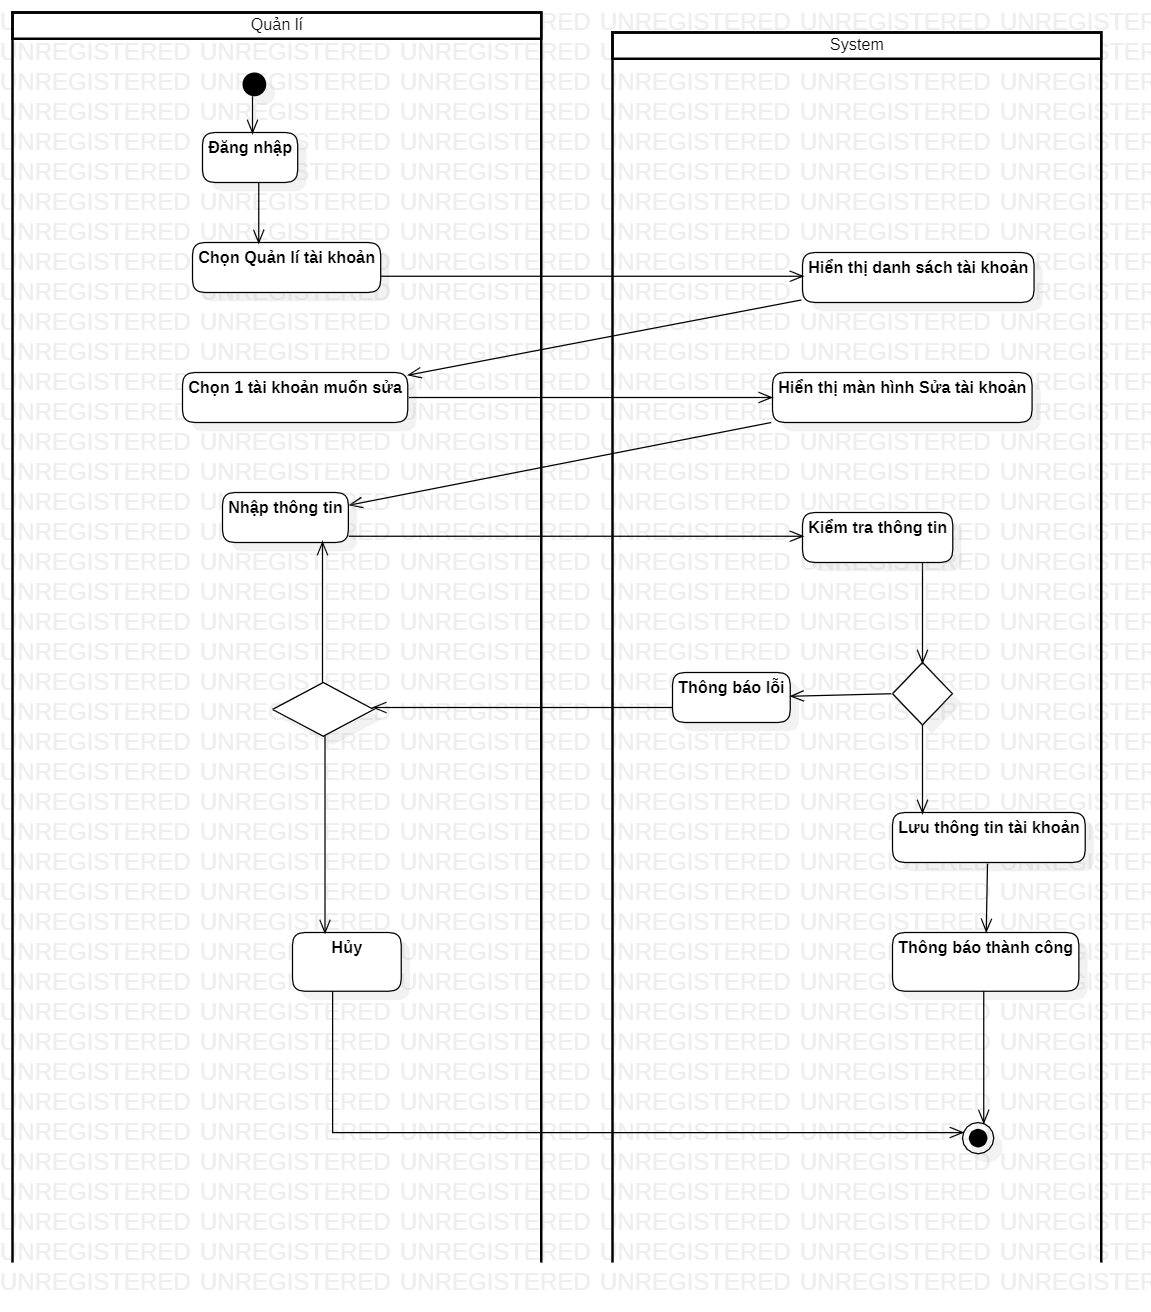 Quản lí
System
Đăng nhập
Chọn Quản lí tài khoản
Hiển thị danh sách tài khoản
Chọn 1 tài khoản muốn sửa
Hiển thị màn hình Sửa tài khoản
Nhập thông tin
Kiểm tra thông tin
Thông báo lỗi
Lưu thông tin tài khoản
Hủy
Thông báo thành công
UNREGISTERED